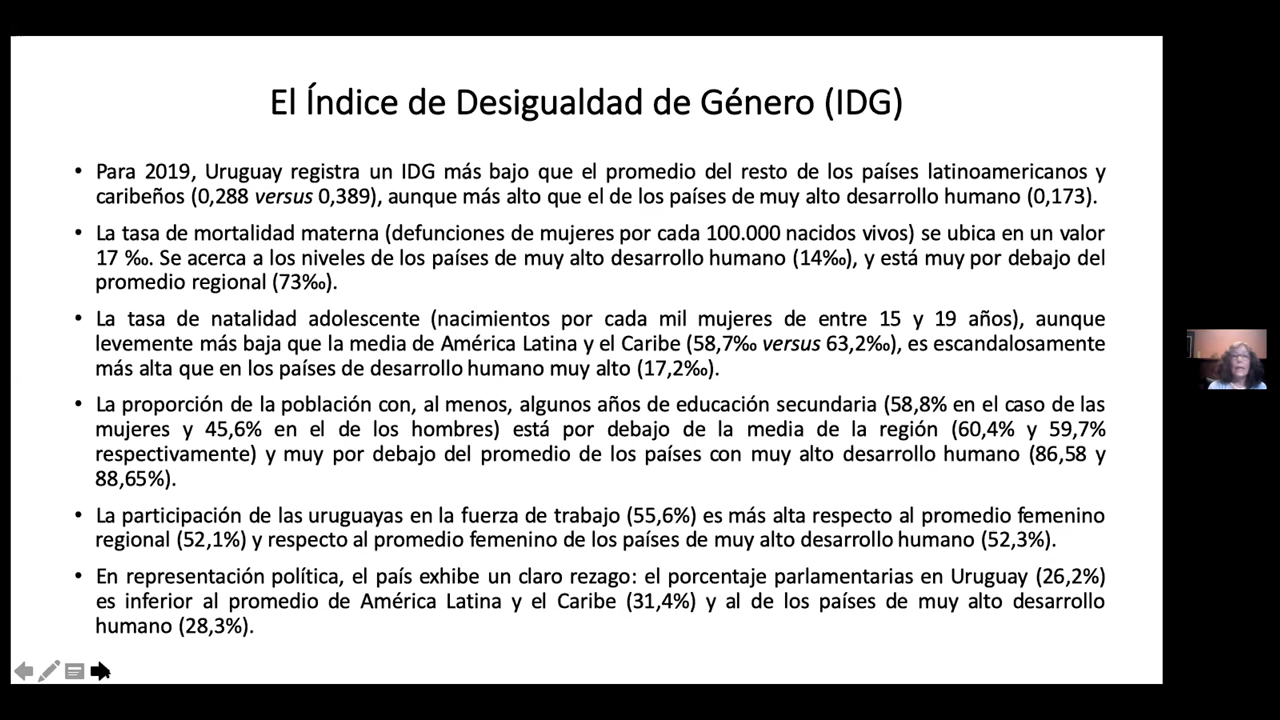 El Índice de Desigualdad de Género (IDG)
• Para 2019, Uruguay registra un IDG más bajo que el promedio del resto de los países latinoamericanos y
caribeños (0,288 versus 0,389), aunque más alto que el de los países de muy alto desarrollo humano (0,173).
• La tasa de mortalidad materna (defunciones de mujeres por cada 100.000 nacidos vivos) se ubica en un valor
17 ‰. Se acerca a los niveles de los países de muy alto desarrollo humano (14‰), y está muy por debajo del
promedio regional (73‰).
• La tasa de natalidad adolescente (nacimientos por cada mil mujeres de entre 15 y 19 años), aunque
levemente más baja que la media de América Latina y el Caribe (58,7‰ versus 63,2‰), es escandalosamente
más alta que en los países de desarrollo humano muy alto (17,2‰).
• La proporción de la población con, al menos, algunos años de educación secundaria (58,8% en el caso de las
mujeres y 45,6% en el de los hombres) está por debajo de la media de la región (60,4% y 59,7%
respectivamente) y muy por debajo del promedio de los países con muy alto desarrollo humano (86,58 y
88,65%).
• La participación de las uruguayas en la fuerza de trabajo (55,6%) es más alta respecto al promedio femenino
regional (52,1%) y respecto al promedio femenino de los países de muy alto desarrollo humano (52,3%).
• En representación política, el país exhibe un claro rezago: el porcentaje parlamentarias en Uruguay (26,2%)
es inferior al promedio de América Latina y el Caribe (31,4%) y al de los países de muy alto desarrollo
humano (28,3%).